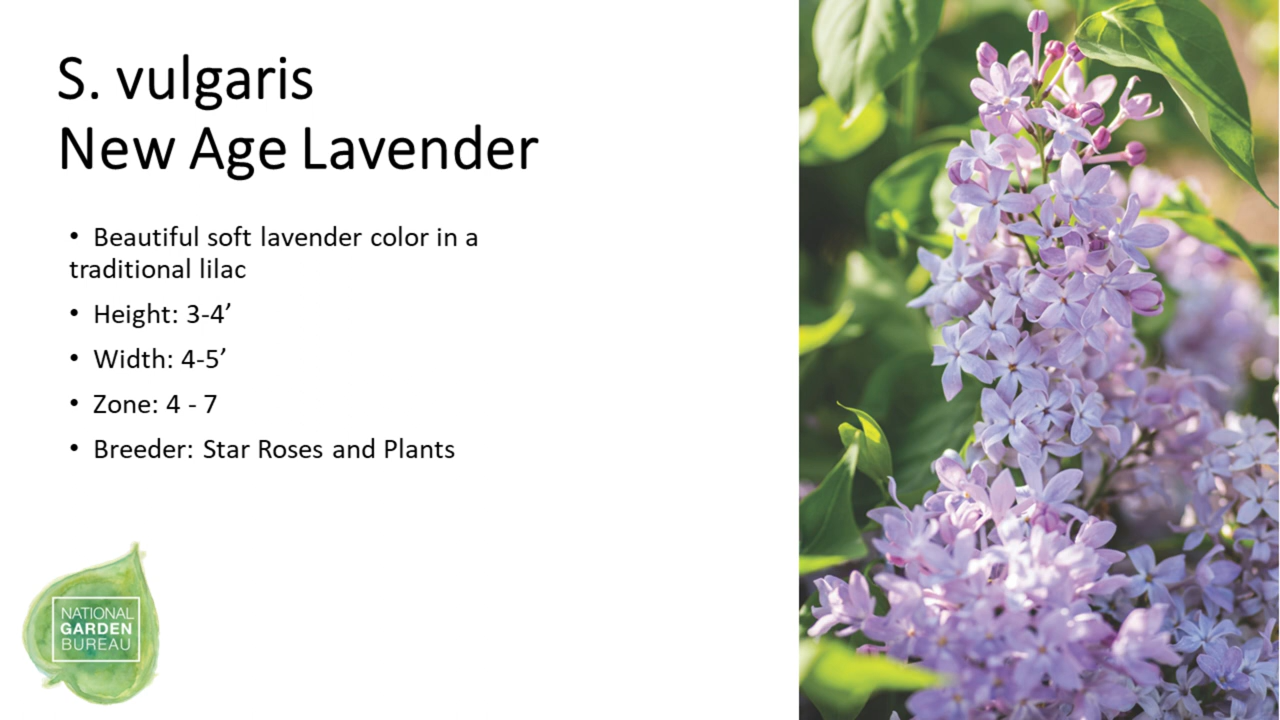 S. vulgaris
New Age Lavender
• Beautiful soft lavender color in a
traditional lilac
• Height: 3-4’
• Width: 4-5’
• Zone: 4 - 7
• Breeder: Star Roses and Plants
NATIONAL
GARDEN
BUREAU